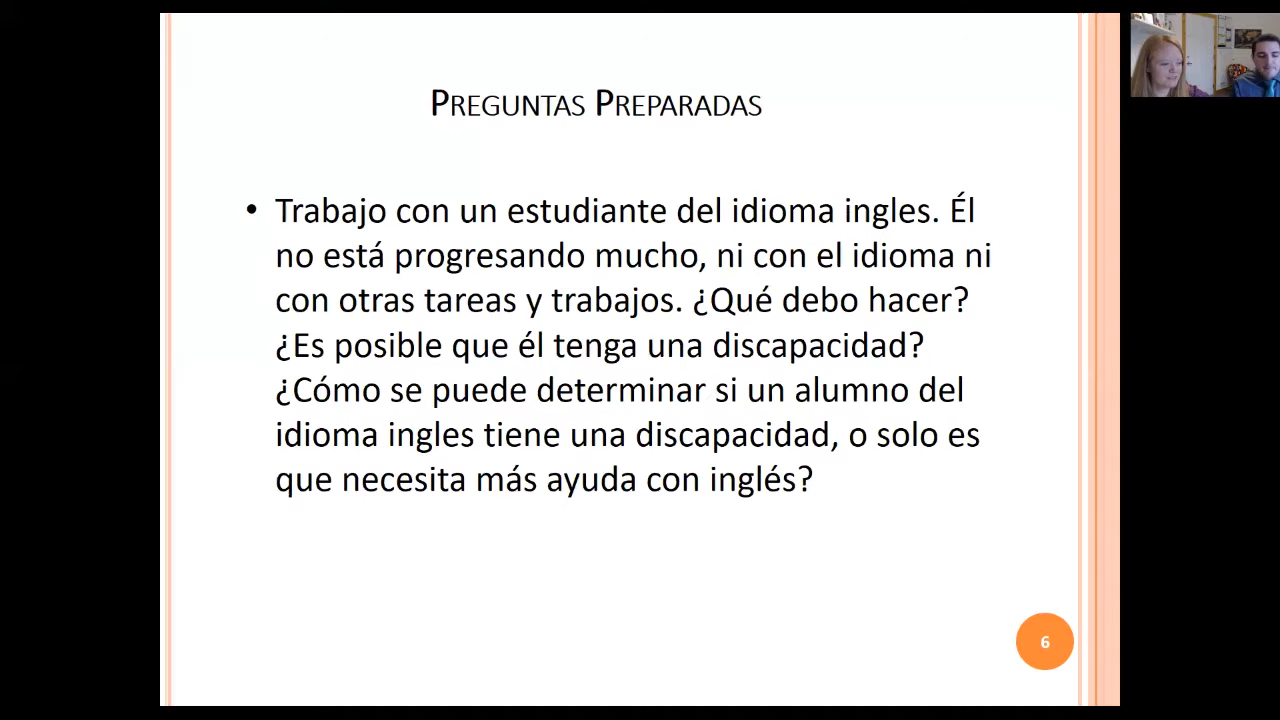 Preguntas Preparadas
• Trabajo con un estudiante del idioma ingles. Él
no está progresando mucho, ni con el idioma ni
con otras tareas y trabajos. ¿Qué debo hacer?
¿Es posible que él tenga una discapacidad?
¿Cómo se puede determinar si un alumno del
idioma ingles tiene una discapacidad, o solo es
que necesita más ayuda con inglés?
6